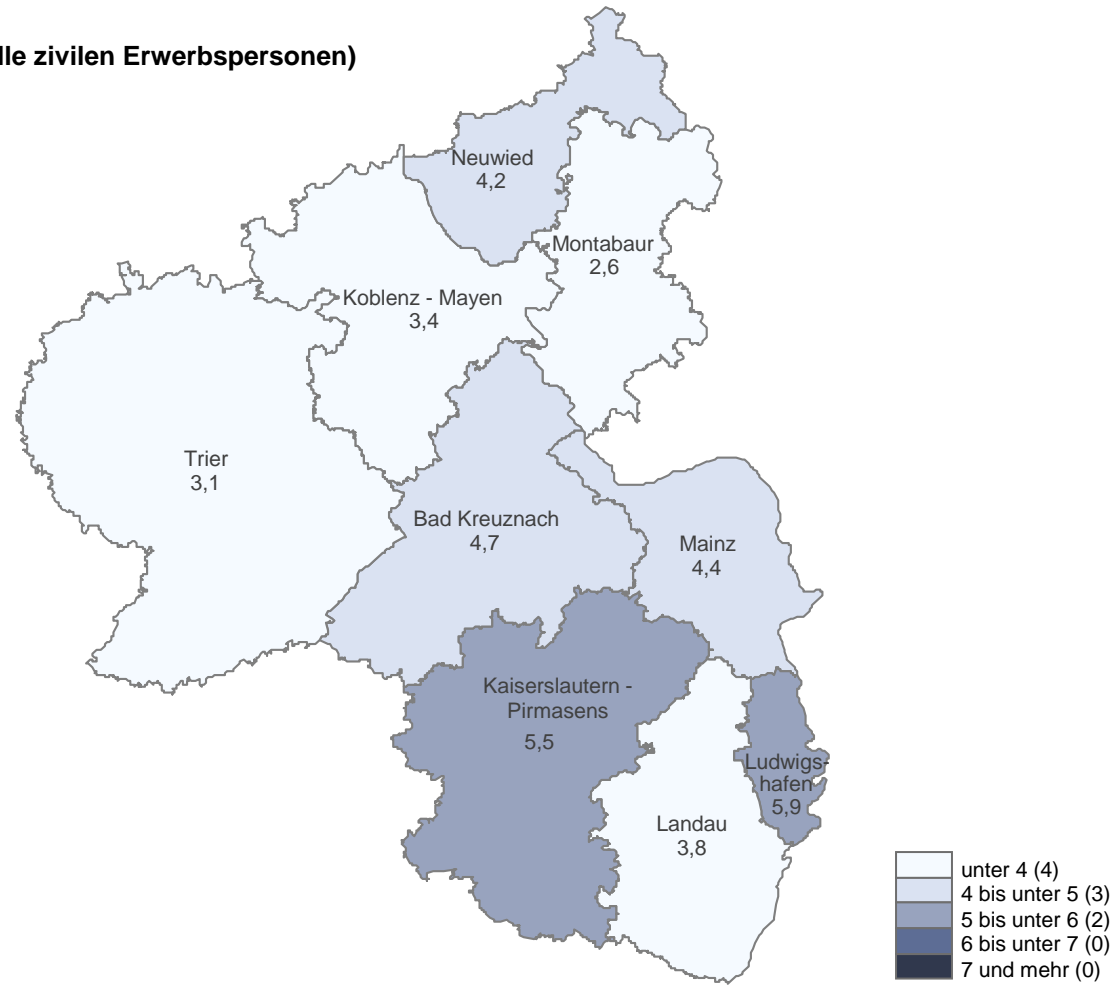 lle zivilen Erwerbspersonen)
Neuwied
4,2
Montabaur
2,6
Koblenz - Mayen
3,4
Trier
3,1
Bad Kreuznach
4,7
Mainz
4,4
Kaiserslautern -
Pirmasens
5,5
Ludwigs-
hafen
5,9
Landau
3,8
unter 4 (4)
4 bis unter 5 (3)
5 bis unter 6 (2)
6 bis unter 7 (0)
7 und mehr (0)